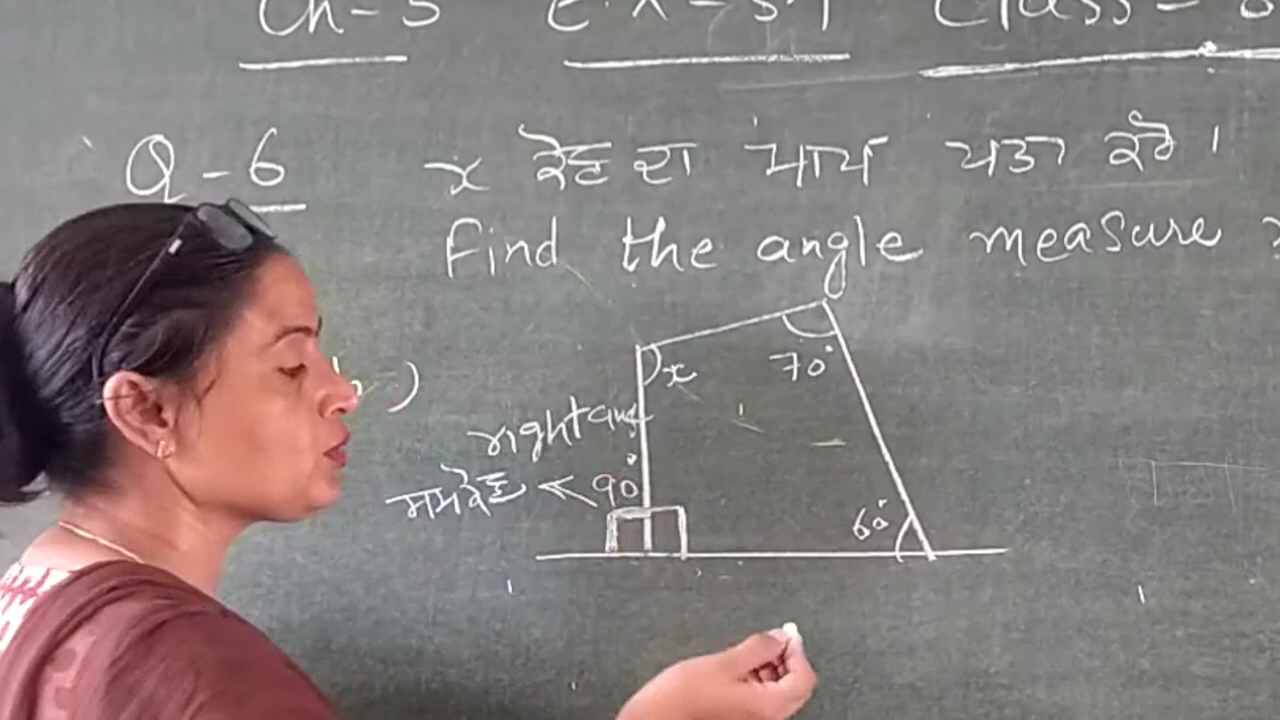 Ch-3 Ex-3.1 Class-8
Q-6 x ਕੋਣ ਦਾ ਮਾਪ ਪਤਾ ਕਰੋ ।
Find the angle measure ?
b.)
x
70°
right ang
ਸਮਕੋਣ 90°
60°